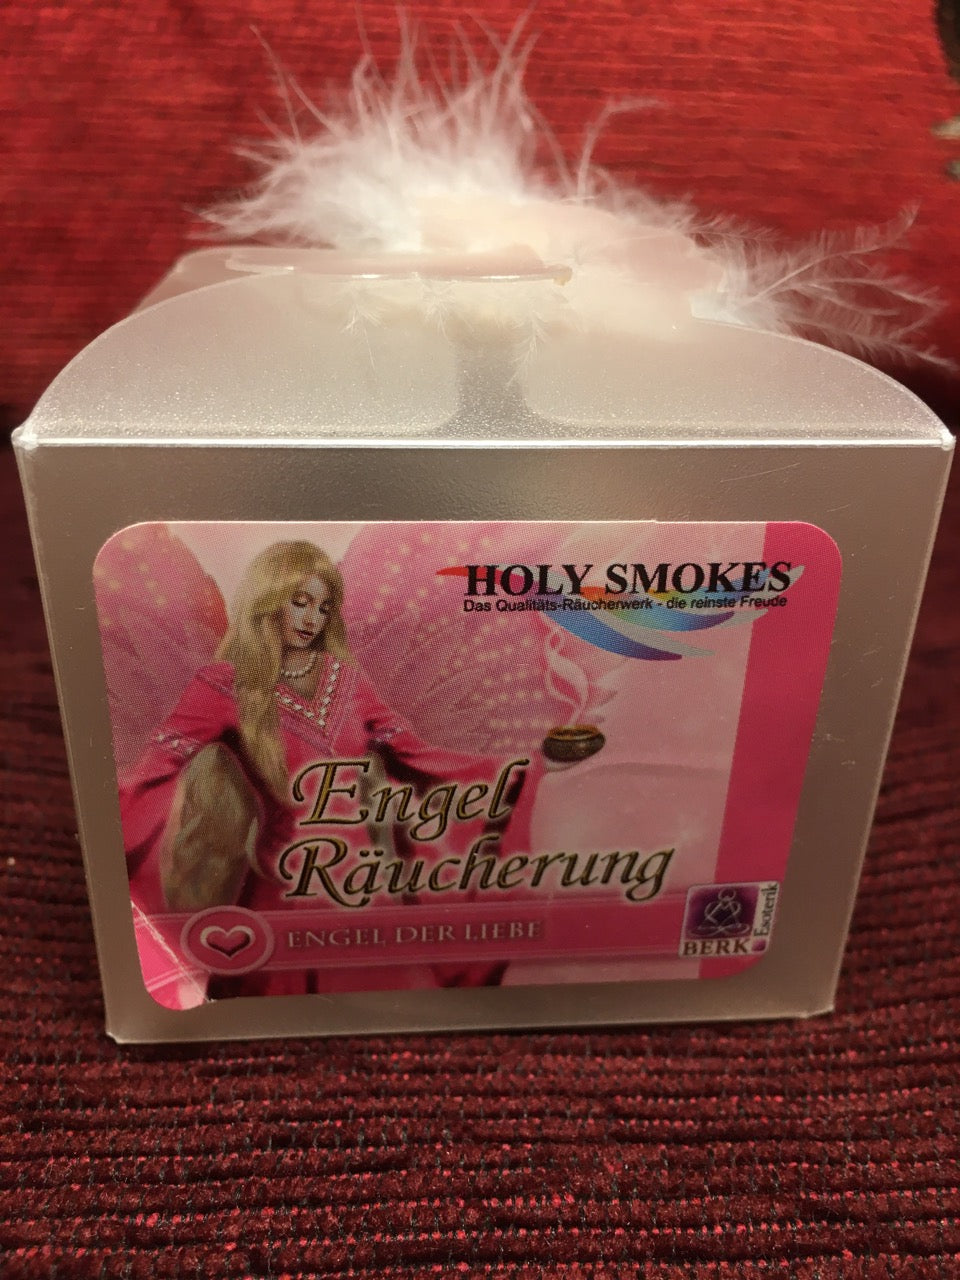 HOLY SMOKES
Das Qualitäts-Räucherwerk - die reinste Freude
Engel
Räucherung
ENGEL DER LIEBE
BERK
Esoterik